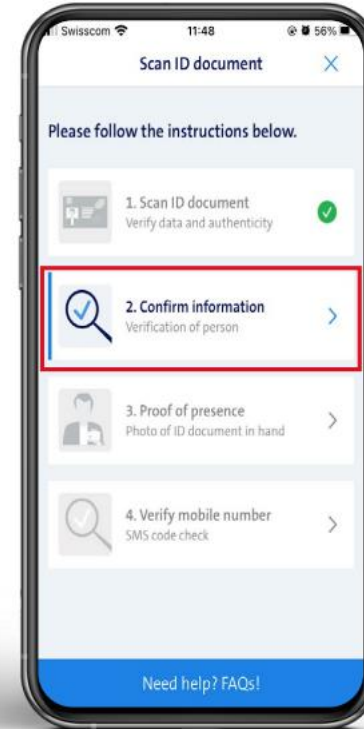 Swisscom 11:48 56%
Scan ID document
Please follow the instructions below.
1. Scan ID document
Verify data and authenticity
2. Confirm information
Verification of person
3. Proof of presence
Photo of ID document in hand
4. Verify mobile number
SMS code check
Need help? FAQs!